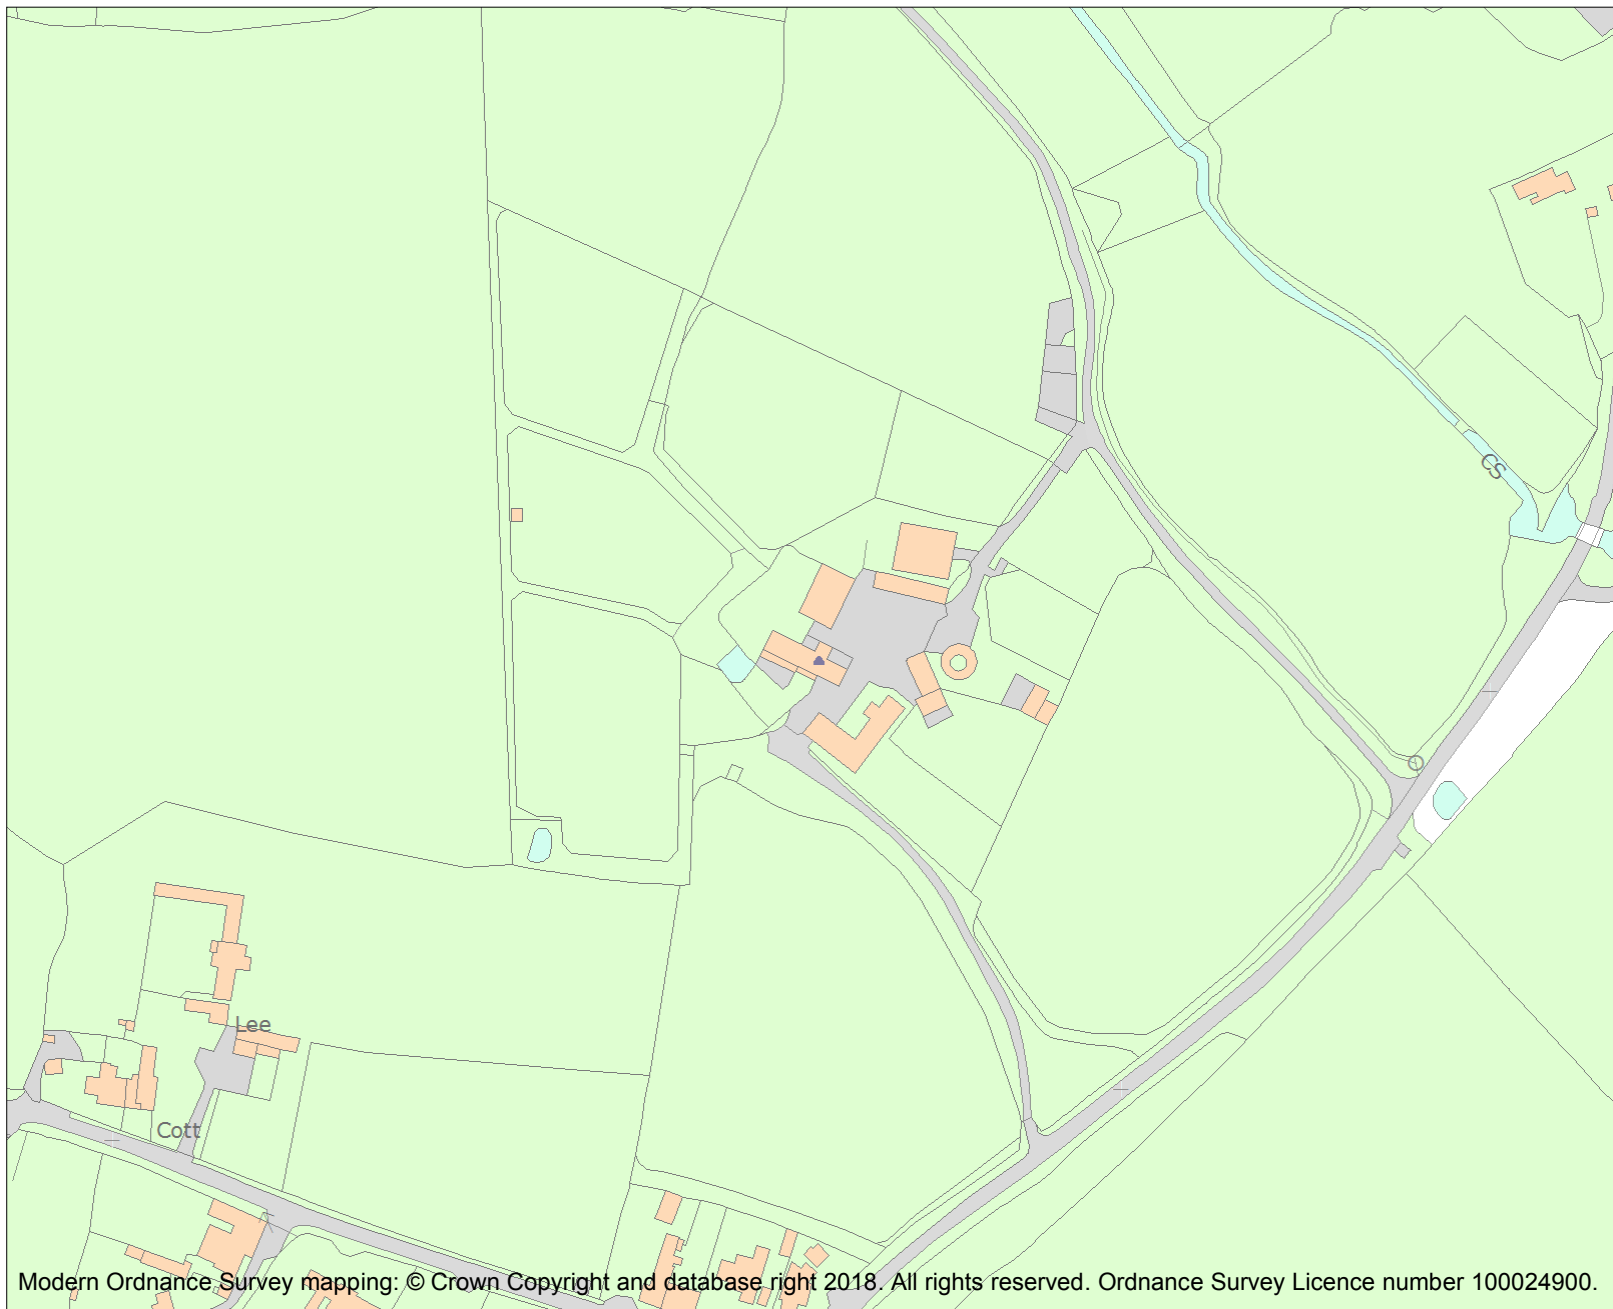 CS
Lee
Cott
Modern Ordnance Survey mapping: © Crown Copyright and database right 2018. All rights reserved. Ordnance Survey Licence number 100024900.